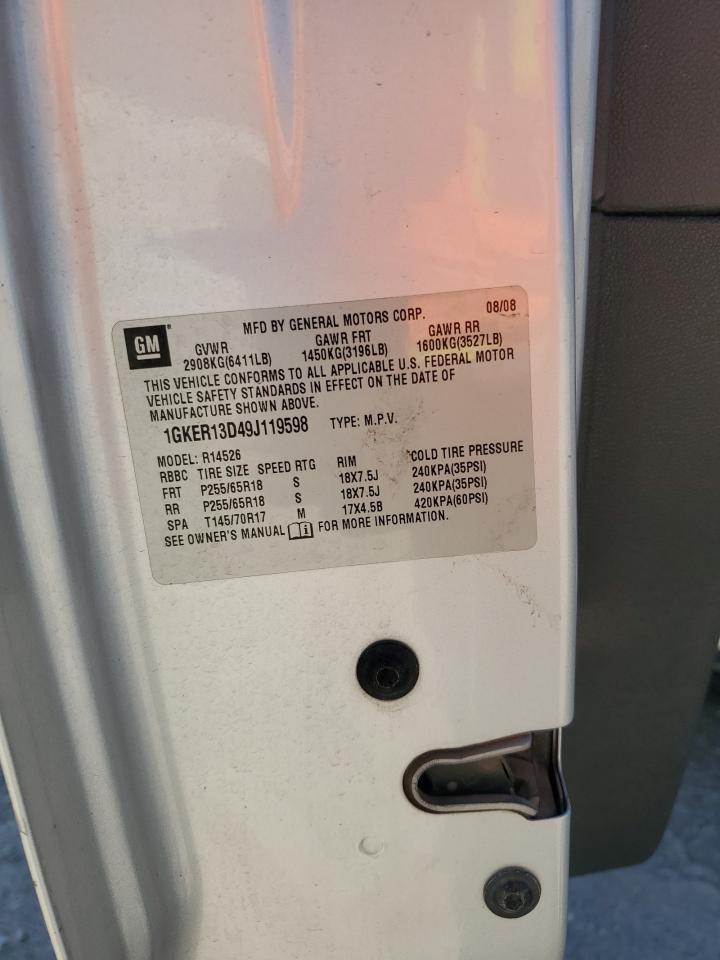 GM ®
MFD BY GENERAL MOTORS CORP. 08/08
GVWR GAWR FRT GAWR RR
2908KG(6411LB) 1450KG(3196LB) 1600KG(3527LB)
THIS VEHICLE CONFORMS TO ALL APPLICABLE U.S. FEDERAL MOTOR
VEHICLE SAFETY STANDARDS IN EFFECT ON THE DATE OF
MANUFACTURE SHOWN ABOVE.
1GKER13D49J119598 TYPE: M.P.V.
MODEL: R14526
RBBC TIRE SIZE SPEED RTG RIM COLD TIRE PRESSURE
FRT P255/65R18 S 18X7.5J 240KPA(35PSI)
RR P255/65R18 S 18X7.5J 240KPA(35PSI)
SPA T145/70R17 M 17X4.5B 420KPA(60PSI)
SEE OWNER'S MANUAL i FOR MORE INFORMATION.